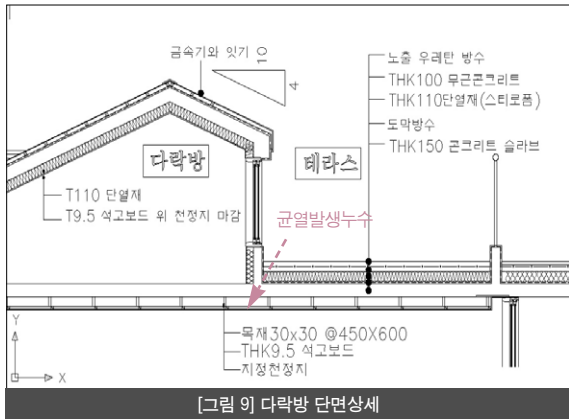 금속기와 잇기
10
4
노출 우레탄 방수
THK100 무근콘크리트
THK110단열재(스티로폼)
도막방수
THK150 콘크리트 슬라브
다락방
테라스
T110 단열재
T9.5 석고보드 위 천정지 마감
균열발생누수
목재30x30 @450X600
THK9.5 석고보드
지정천정지
Y
X
[그림 9] 다락방 단면상세